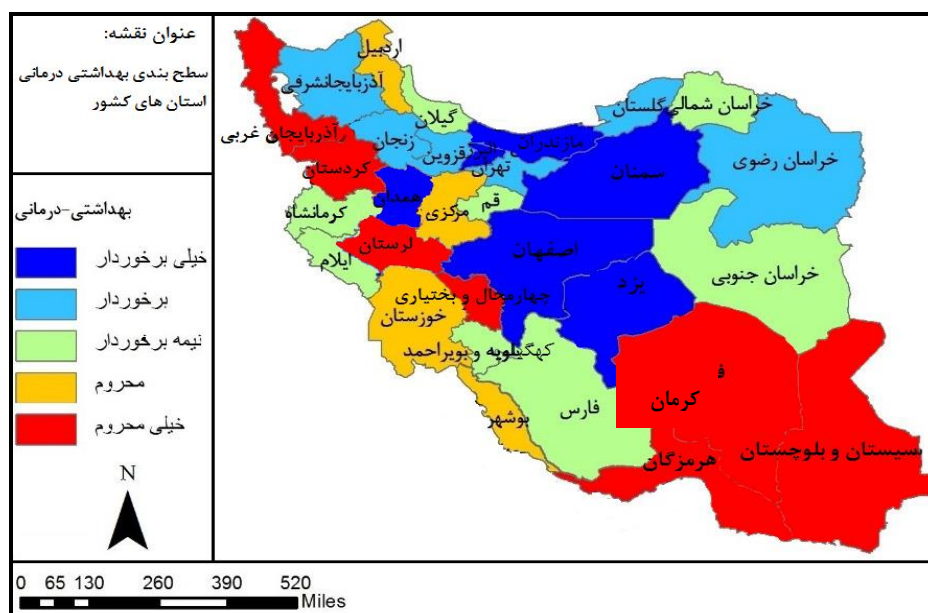 عنوان نقشه:
سطح بندی بهداشتی درمانی
استان های کشور
بهداشتی-درمانی
خیلی برخوردار
برخوردار
نیمه برخوردار
محروم
خیلی محروم
N
0 65 130 260 390 520
Miles
اردبیل
آذربایجانشرقی
گیلان
گلستان
خراسان شمالی
آذربایجان غربی
زنجان
قزوین
البرز
مازندران
تهران
خراسان رضوی
کردستان
سمنان
همدان
مرکزی
قم
کرمانشاه
لرستان
اصفهان
ایلام
خراسان جنوبی
یزد
چهارمحال و بختیاری
خوزستان
کهگیلویه و بویراحمد
ف
کرمان
فارس
بوشهر
هرمزگان
سیستان و بلوچستان